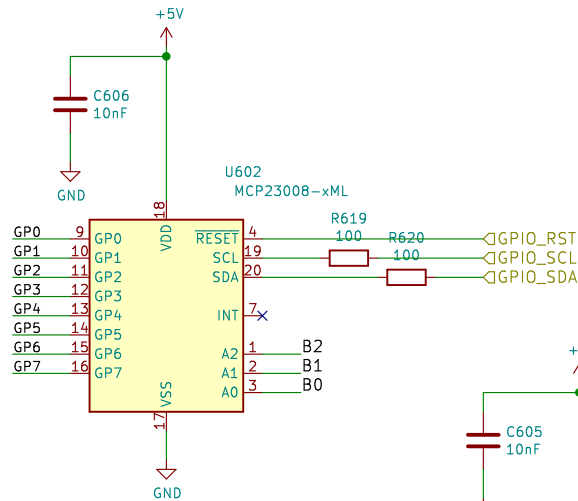 +5V
C606
10nF
GND
U602
MCP23008-xML
18
VDD
R619
100
R620
100
GP0 9 GP0
GP1 10 GP1
GP2 11 GP2
GP3 12 GP3
GP4 13 GP4
GP5 14 GP5
GP6 15 GP6
GP7 16 GP7
RESET 4 GPIO_RST
SCL 19 GPIO_SCL
SDA 20 GPIO_SDA
INT 7
A2 1 B2
A1 2 B1
A0 3 B0
VSS
17
GND
+
C605
10nF